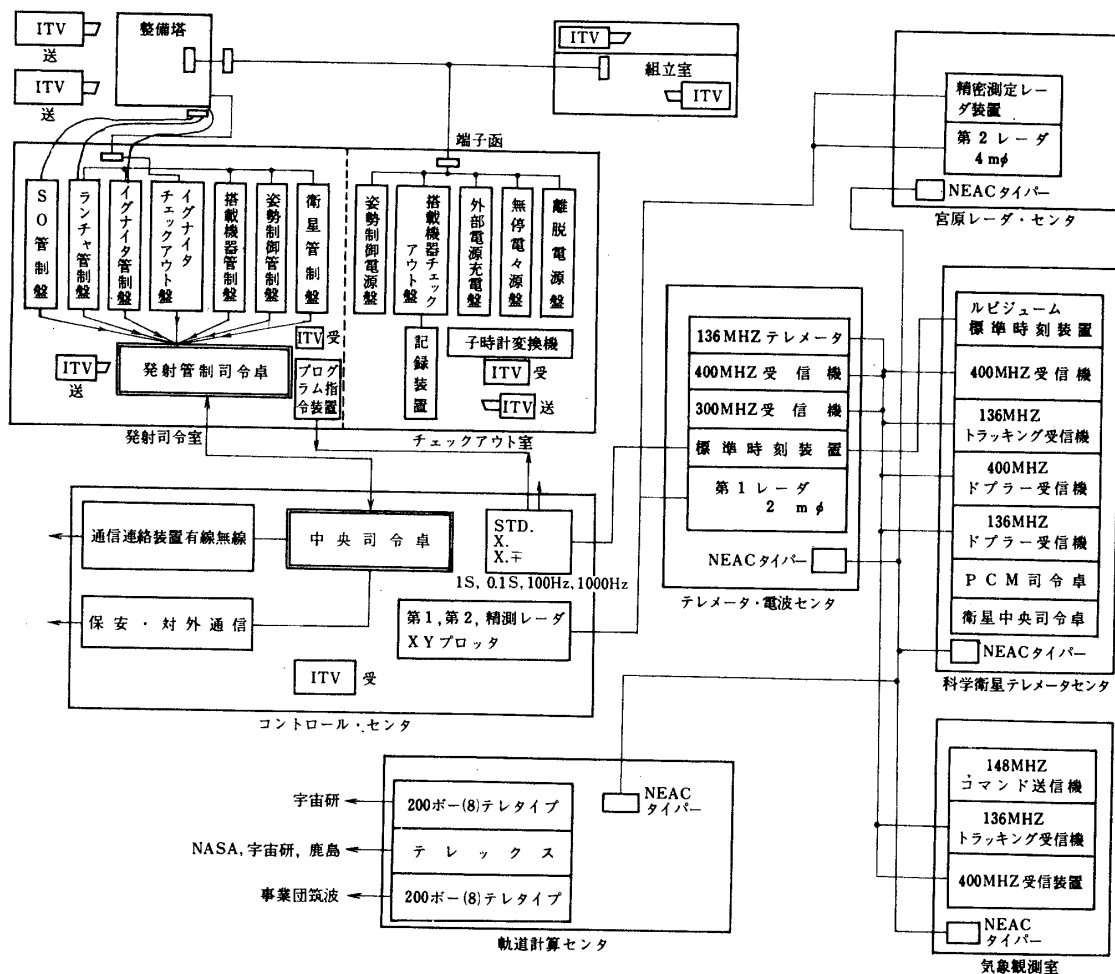 ITV
送
ITV
送
整備塔
ITV
組立室
ITV
端子函
SO管制盤
ランチャ管制盤
イグナイタ管制盤
イグナイタ
チェックアウト盤
搭載機器管制盤
姿勢制御管制盤
衛星管制盤
姿勢制御電源盤
搭載機器チェック
アウト盤
外部電源充電盤
無停電々源盤
離脱電源盤
ITV 受
発射管制司令卓
ITV
送
プログ
ラム指
令装置
記録装置
子時計変換機
ITV 受
ITV 送
発射司令室
チェックアウト室
通信連絡装置有線無線
中央司令卓
STD.
X.
X.∓
1S, 0.1S, 100Hz, 1000Hz
保安・対外通信
第1, 第2, 精測レーダ
XYプロッタ
ITV 受
コントロール・センタ
136MHZテレメータ
400MHZ受信機
300MHZ受信機
標準時刻装置
第1レーダ
2 mφ
NEACタイパー
テレメータ・電波センタ
精密測定レー
ダ装置
第2レーダ
4mφ
NEACタイパー
宮原レーダ・センタ
ルビジューム
標準時刻装置
400MHZ受信機
136MHZ
トラッキング受信機
400MHZ
ドプラー受信機
136MHZ
ドプラー受信機
PCM司令卓
衛星中央司令卓
NEACタイパー
科学衛星テレメータセンタ
宇宙研
200ボー(8)テレタイプ
NASA, 宇宙研, 鹿島
テレックス
事業団筑波
200ボー(8)テレタイプ
NEAC
タイパー
軌道計算センタ
148MHZ
コマンド送信機
136MHZ
トラッキング受信機
400MHZ受信装置
NEAC
タイパー
気象観測室